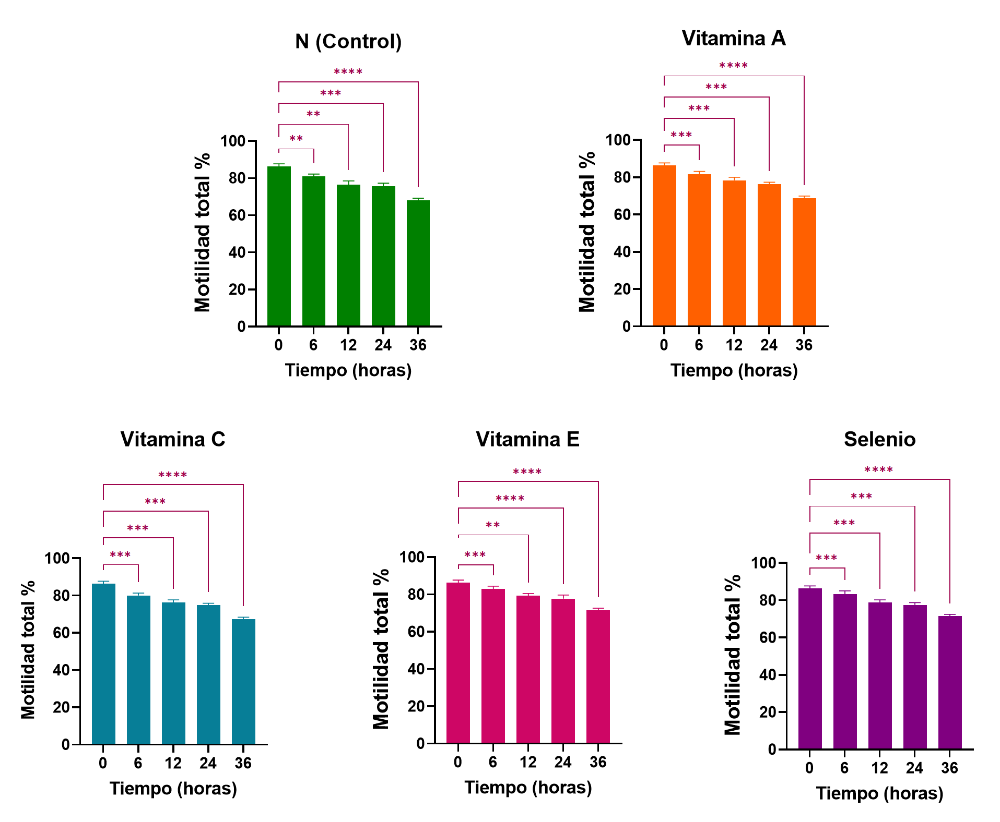 N (Control)
****
***
**
**
100
80
60
40
20
0
Motilidad total %
0 6 12 24 36
Tiempo (horas)
Vitamina A
****
***
***
***
100
80
60
40
20
0
Motilidad total %
0 6 12 24 36
Tiempo (horas)
Vitamina C
****
***
***
***
100
80
60
40
20
0
Motilidad total %
0 6 12 24 36
Tiempo (horas)
Vitamina E
****
****
**
***
100
80
60
40
20
0
Motilidad total %
0 6 12 24 36
Tiempo (horas)
Selenio
****
***
***
***
100
80
60
40
20
0
Motilidad total %
0 6 12 24 36
Tiempo (horas)